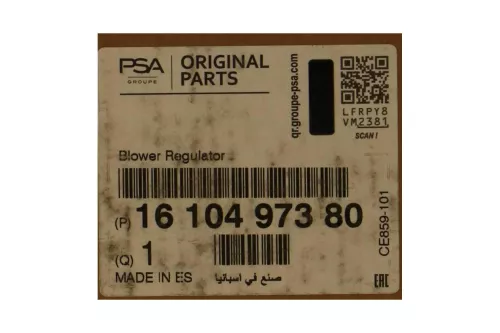 PSA
GROUPE
ORIGINAL
PARTS
qr.groupe-psa.com
LFRPY8
VM2381
SCAN !
Blower Regulator
(P) 16 104 973 80
(Q) 1
MADE IN ES
صنع في اسبانيا
CE859-101
EAC